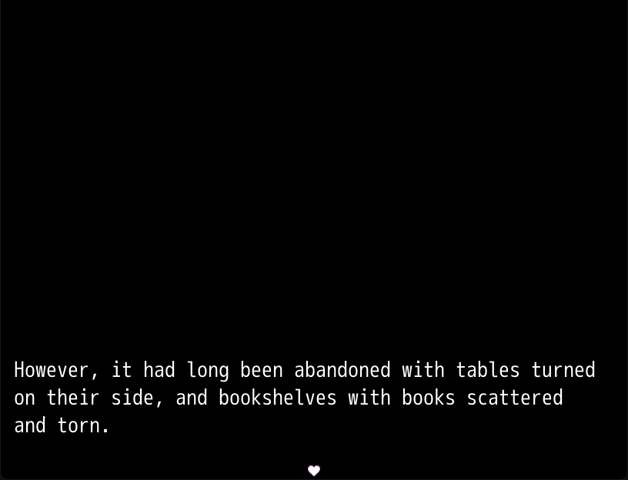 However, it had long been abandoned with tables turned
on their side, and bookshelves with books scattered
and torn.